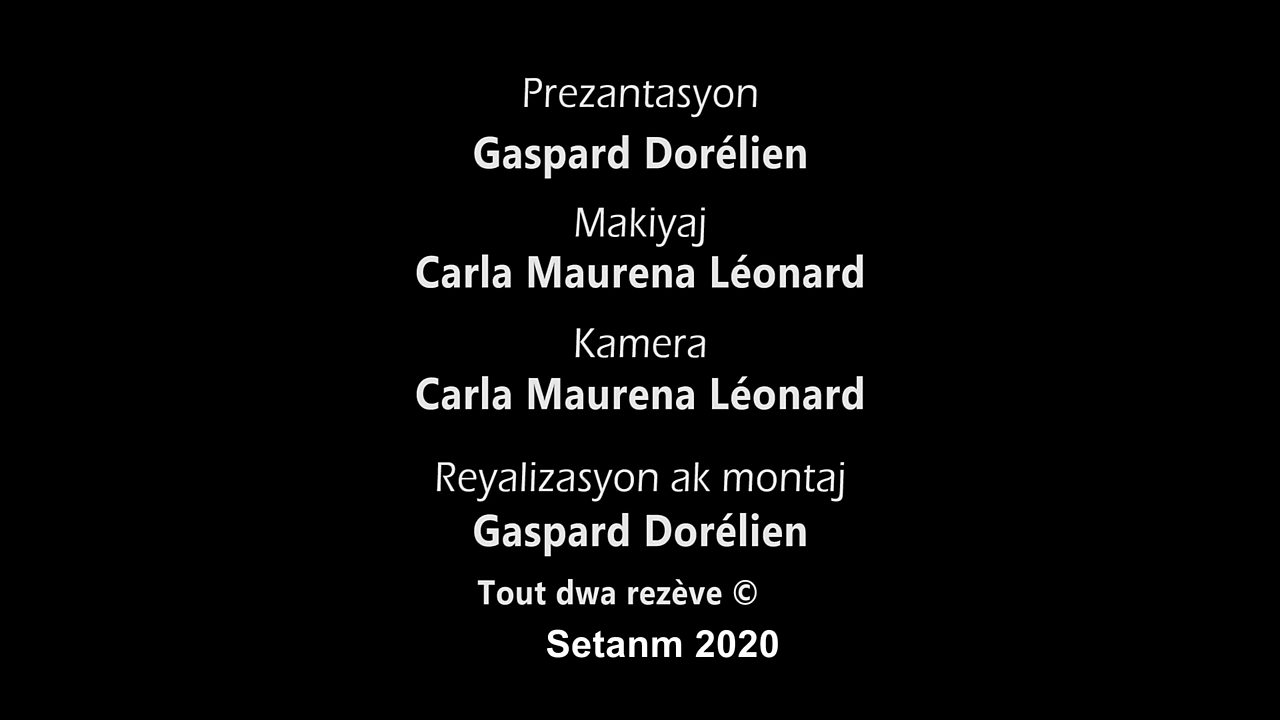 Prezantasyon
Gaspard Dorélien
Makiyaj
Carla Maurena Léonard
Kamera
Carla Maurena Léonard
Reyalizasyon ak montaj
Gaspard Dorélien
Tout dwa rezève ©
Setanm 2020